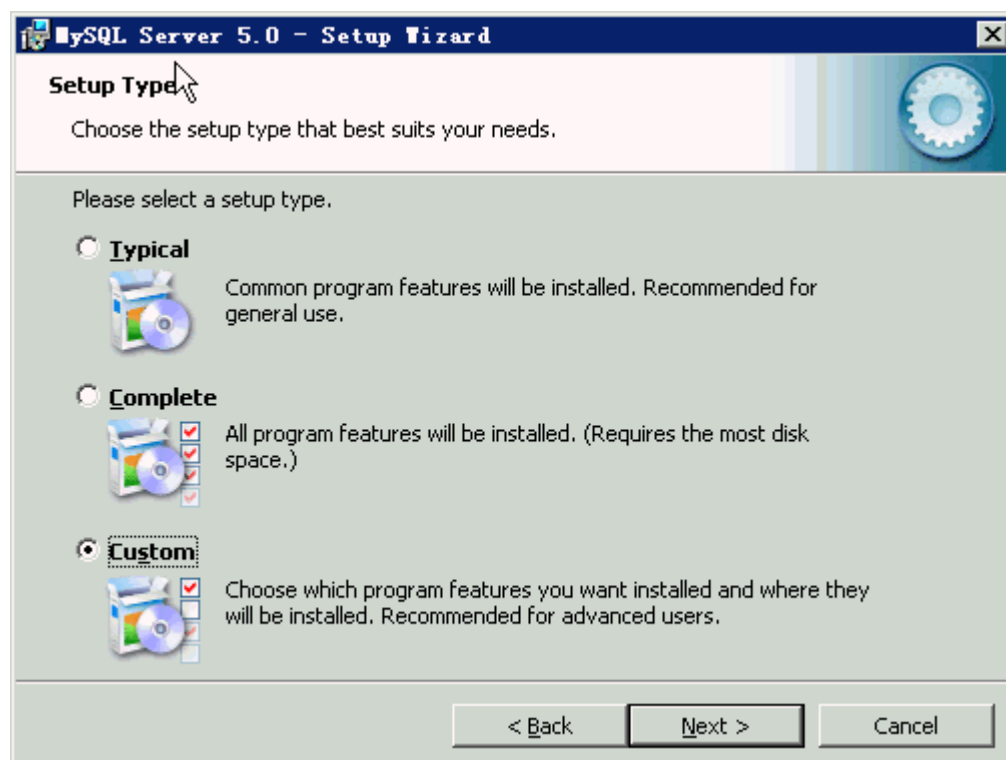 MySQL Server 5.0 - Setup Wizard
Setup Type
Choose the setup type that best suits your needs.
Please select a setup type.
Typical
Common program features will be installed. Recommended for
general use.
Complete
All program features will be installed. (Requires the most disk
space.)
Custom
Choose which program features you want installed and where they
will be installed. Recommended for advanced users.
< Back Next > Cancel